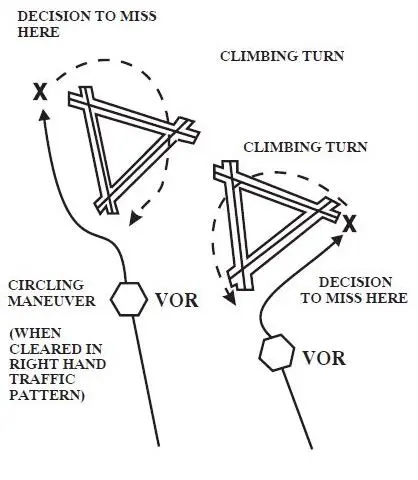 DECISION TO MISS
HERE
CLIMBING TURN
X
CLIMBING TURN
X
DECISION
TO MISS HERE
CIRCLING
MANEUVER
VOR
(WHEN
CLEARED IN
RIGHT HAND
TRAFFIC
PATTERN)
VOR